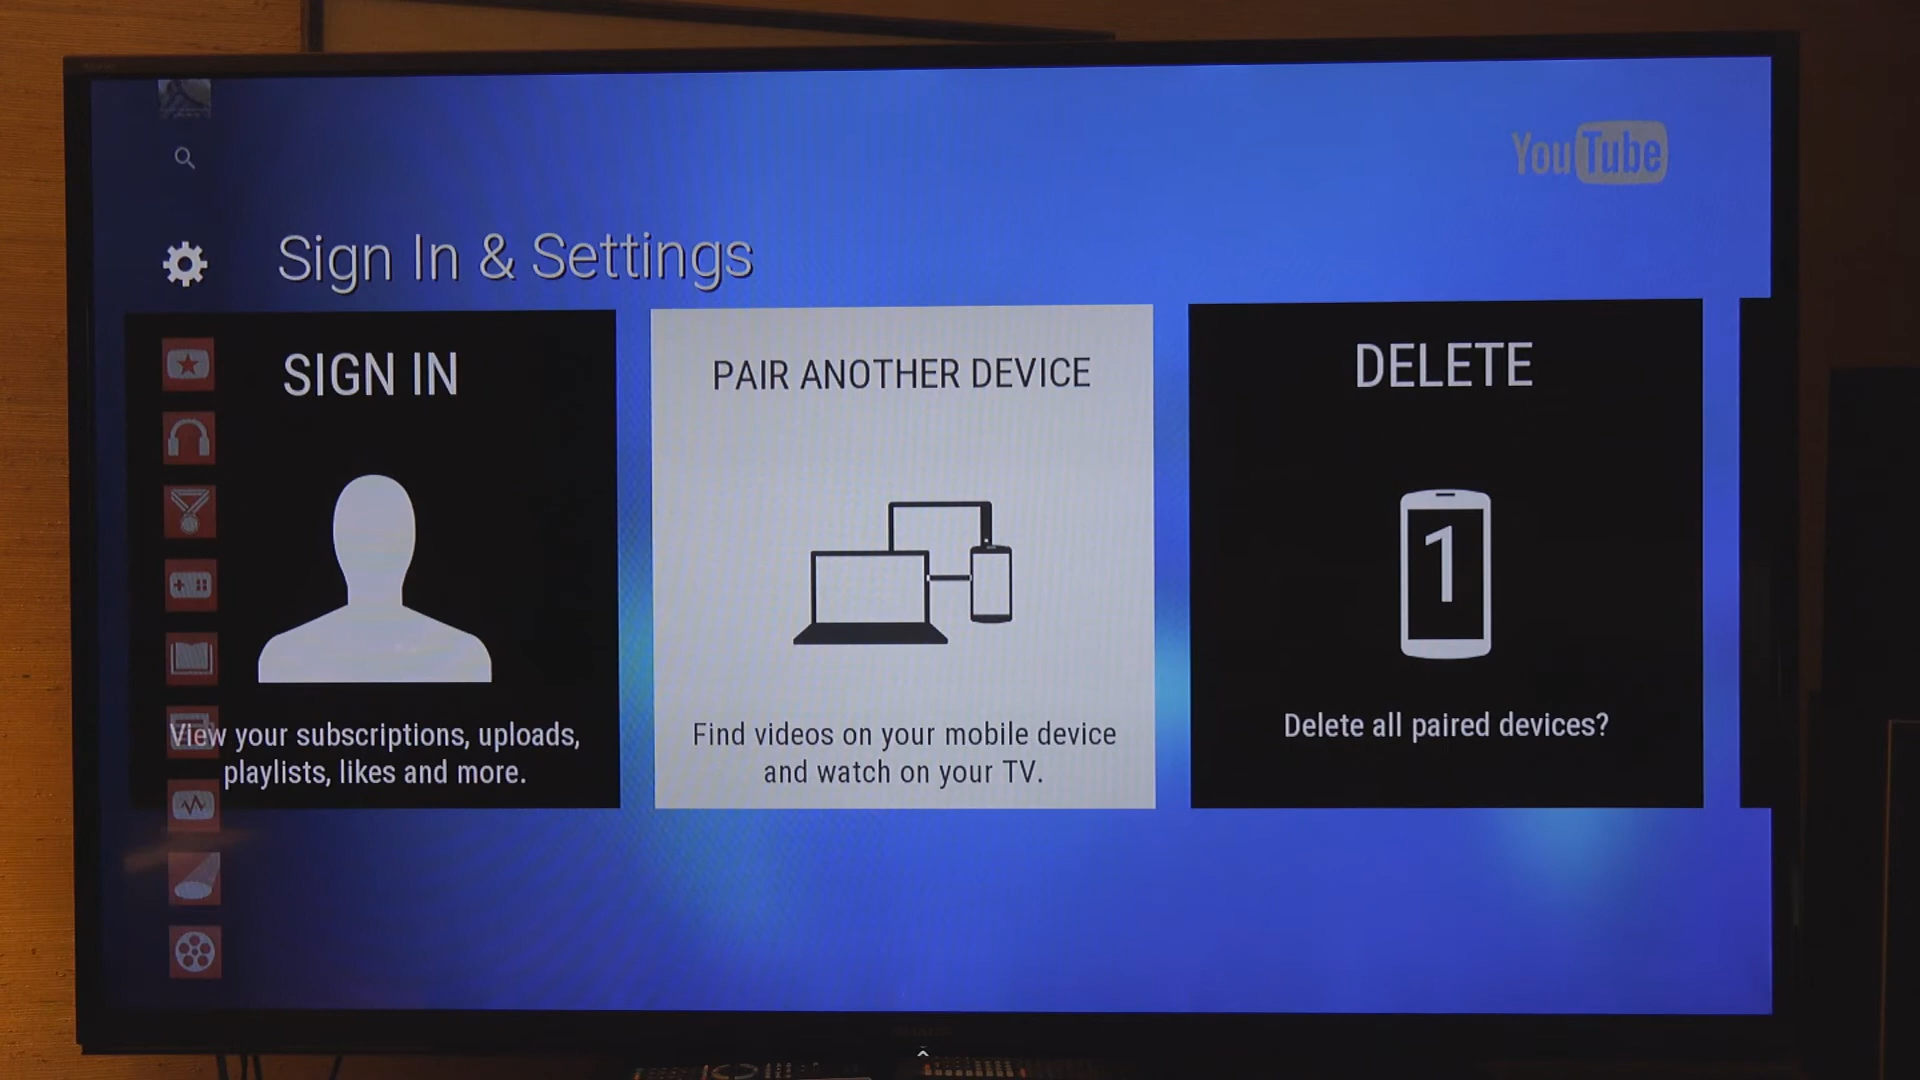 YouTube
Sign In & Settings
SIGN IN
View your subscriptions, uploads,
playlists, likes and more.
PAIR ANOTHER DEVICE
Find videos on your mobile device
and watch on your TV.
DELETE
1
Delete all paired devices?